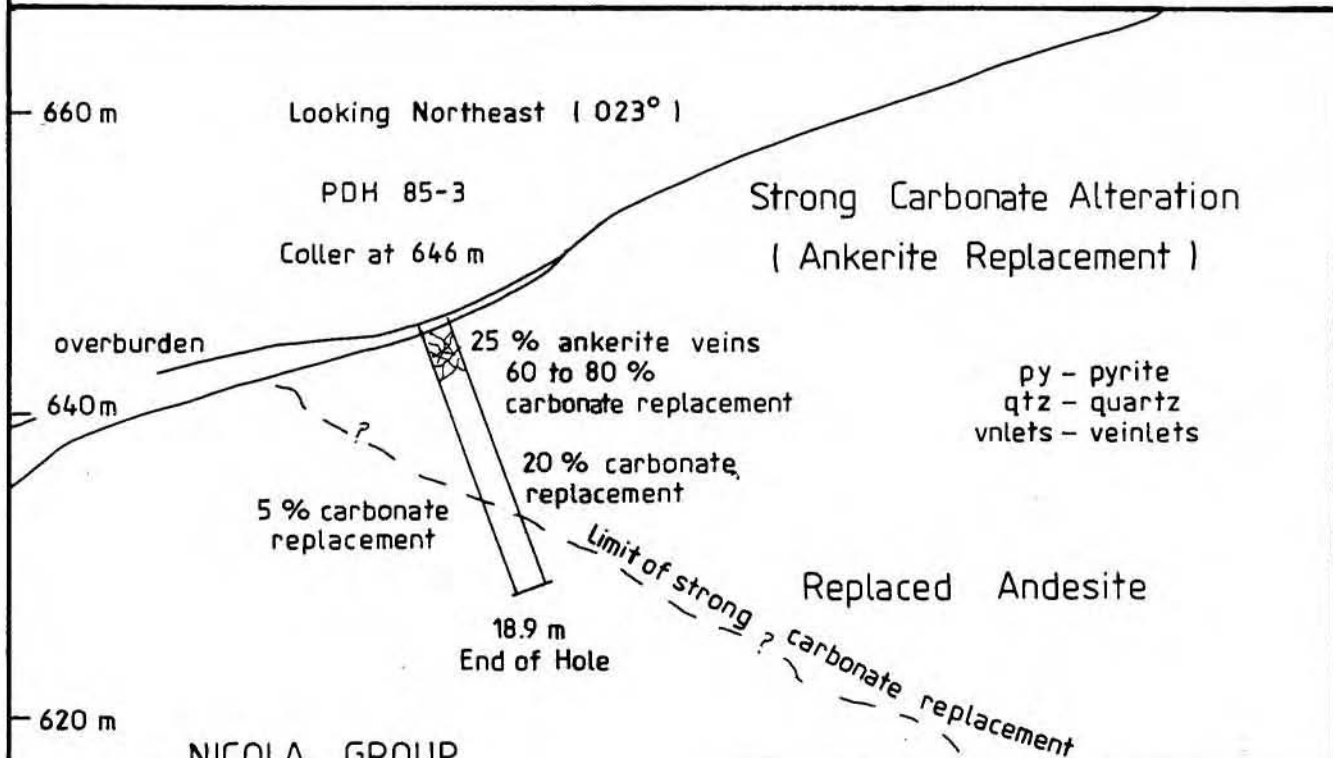 660 m
Looking Northeast ( 023° )
PDH 85-3
Coller at 646 m
Strong Carbonate Alteration
( Ankerite Replacement )
overburden
25 % ankerite veins
60 to 80 %
carbonate replacement
py - pyrite
qtz - quartz
vnlets - veinlets
640m
?
20 % carbonate
replacement
5 % carbonate
replacement
Limit of strong ? carbonate replacement
Replaced Andesite
18.9 m
End of Hole
620 m
NICOLA GROUP